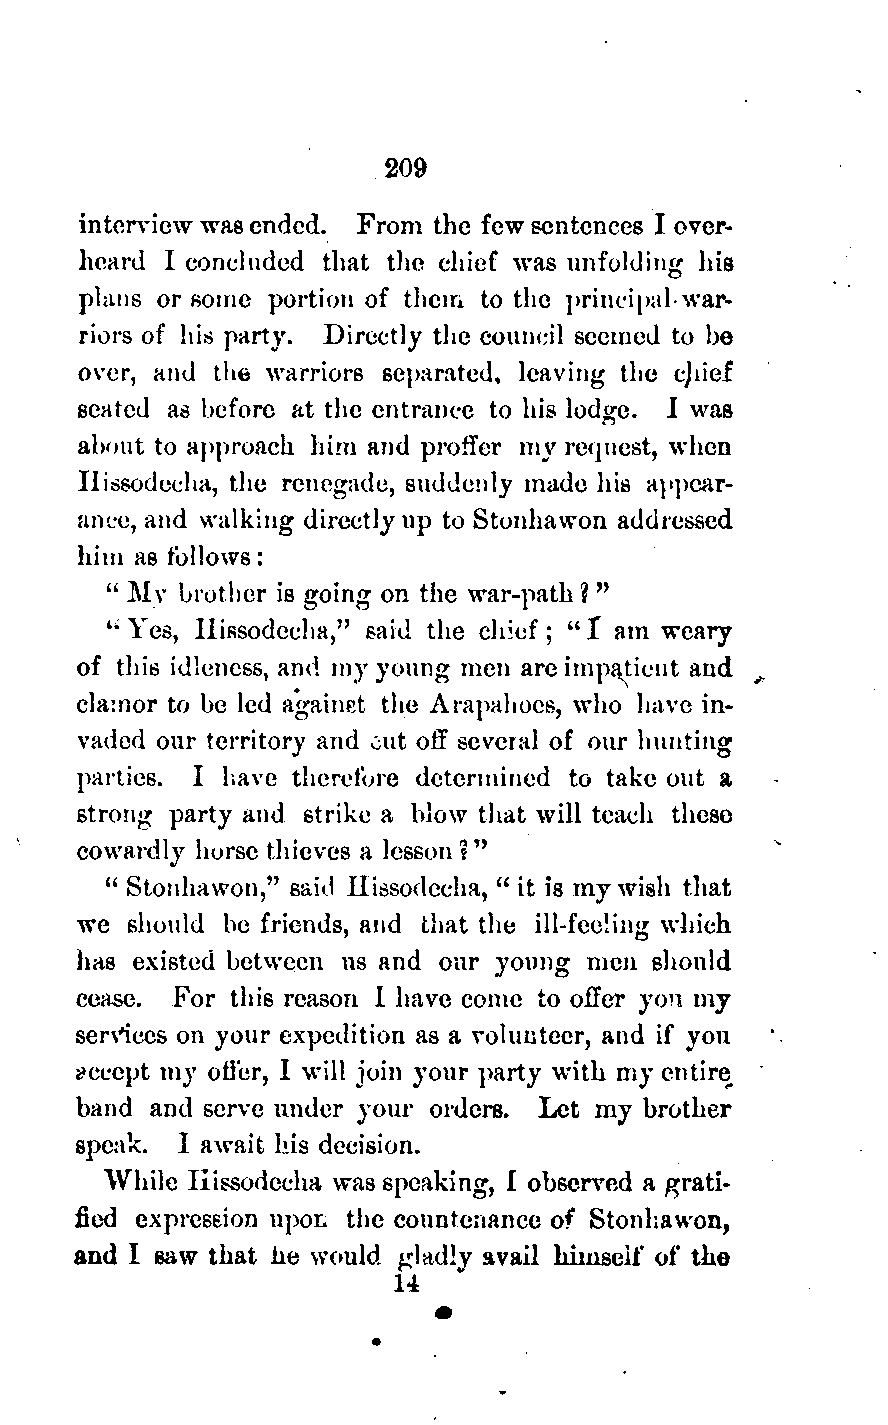 209
interview was ended. From the few sentences I over-
heard I concluded that the chief was unfolding his
plans or some portion of them to the principal war-
riors of his party. Directly the council seemed to be
over, and the warriors separated, leaving the chief
seated as before at the entrance to his lodge. I was
about to approach him and proffer my request, when
Hissodecha, the renegade, suddenly made his appear-
ance, and walking directly up to Stonhawon addressed
him as follows:
“ My brother is going on the war-path? ”
“ Yes, Hissodecha,” said the chief; “ I am weary
of this idleness, and my young men are impatient and
clamor to be led against the Arapahoes, who have in-
vaded our territory and cut off several of our hunting
parties. I have therefore determined to take out a
strong party and strike a blow that will teach these
cowardly horse thieves a lesson?”
“ Stonhawon,” said Hissodecha, “ it is my wish that
we should be friends, and that the ill-feeling which
has existed between us and our young men should
cease. For this reason I have come to offer you my
services on your expedition as a volunteer, and if you
accept my offer, I will join your party with my entire
band and serve under your orders. Let my brother
speak. I await his decision.
While Hissodecha was speaking, I observed a grati-
fied expression upon the countenance of Stonhawon,
and I saw that he would gladly avail himself of the
14